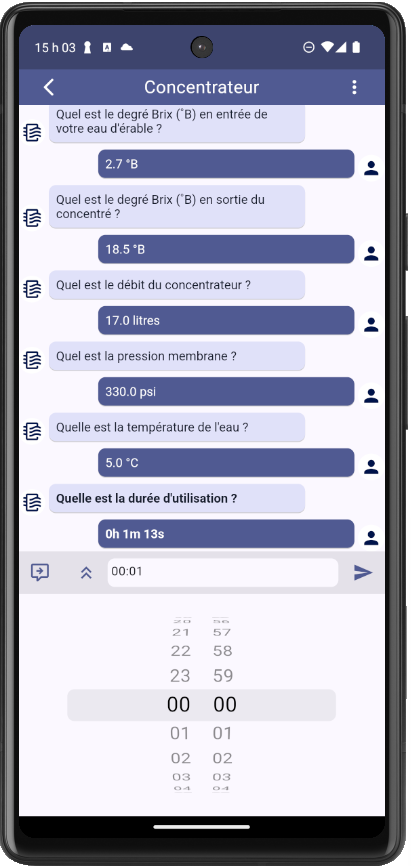 15 h 03
Concentrateur
Quel est le degré Brix (°B) en entrée de
votre eau d'érable ?
2.7 °B
Quel est le degré Brix (°B) en sortie du
concentré ?
18.5 °B
Quel est le débit du concentrateur ?
17.0 litres
Quel est la pression membrane ?
330.0 psi
Quelle est la température de l'eau ?
5.0 °C
Quelle est la durée d'utilisation ?
0h 1m 13s
00:01
20 56
21 57
22 58
23 59
00 00
01 01
02 02
03 03
04 04